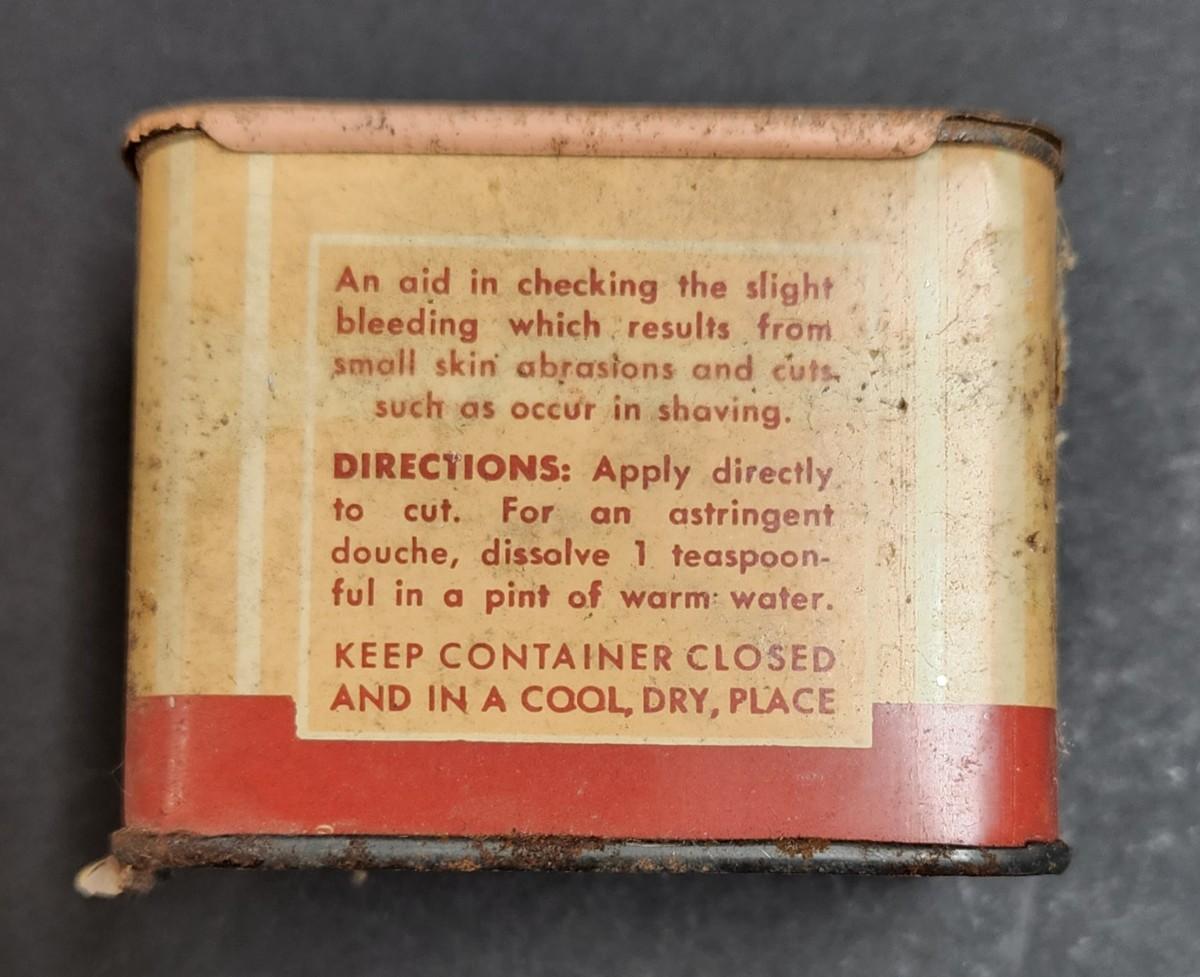 An aid in checking the slight
bleeding which results from
small skin abrasions and cuts
such as occur in shaving.
DIRECTIONS: Apply directly
to cut. For an astringent
douche, dissolve 1 teaspoon-
ful in a pint of warm water.
KEEP CONTAINER CLOSED
AND IN A COOL, DRY, PLACE